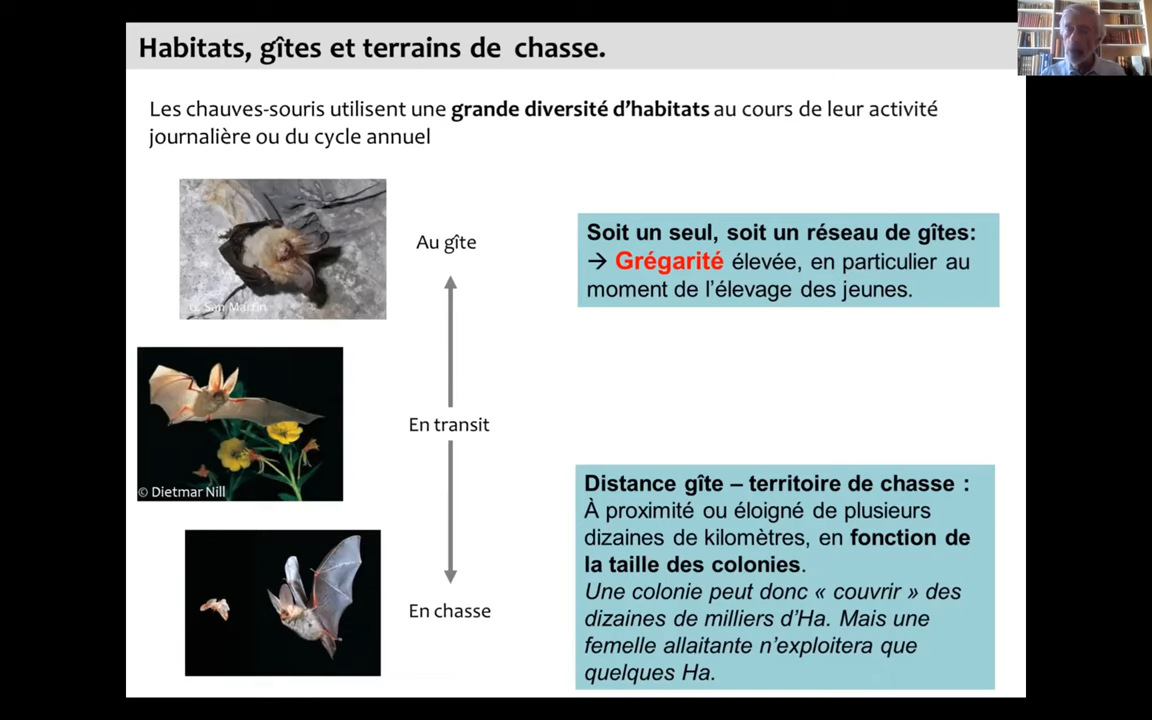 Habitats, gîtes et terrains de chasse.
Les chauves-souris utilisent une grande diversité d'habitats au cours de leur activité
journalière ou du cycle annuel
G. San Martin
Au gîte
Soit un seul, soit un réseau de gîtes:
→ Grégarité élevée, en particulier au
moment de l'élevage des jeunes.
© Dietmar Nill
En transit
En chasse
Distance gîte – territoire de chasse :
À proximité ou éloigné de plusieurs
dizaines de kilomètres, en fonction de
la taille des colonies.
Une colonie peut donc « couvrir » des
dizaines de milliers d'Ha. Mais une
femelle allaitante n'exploitera que
quelques Ha.